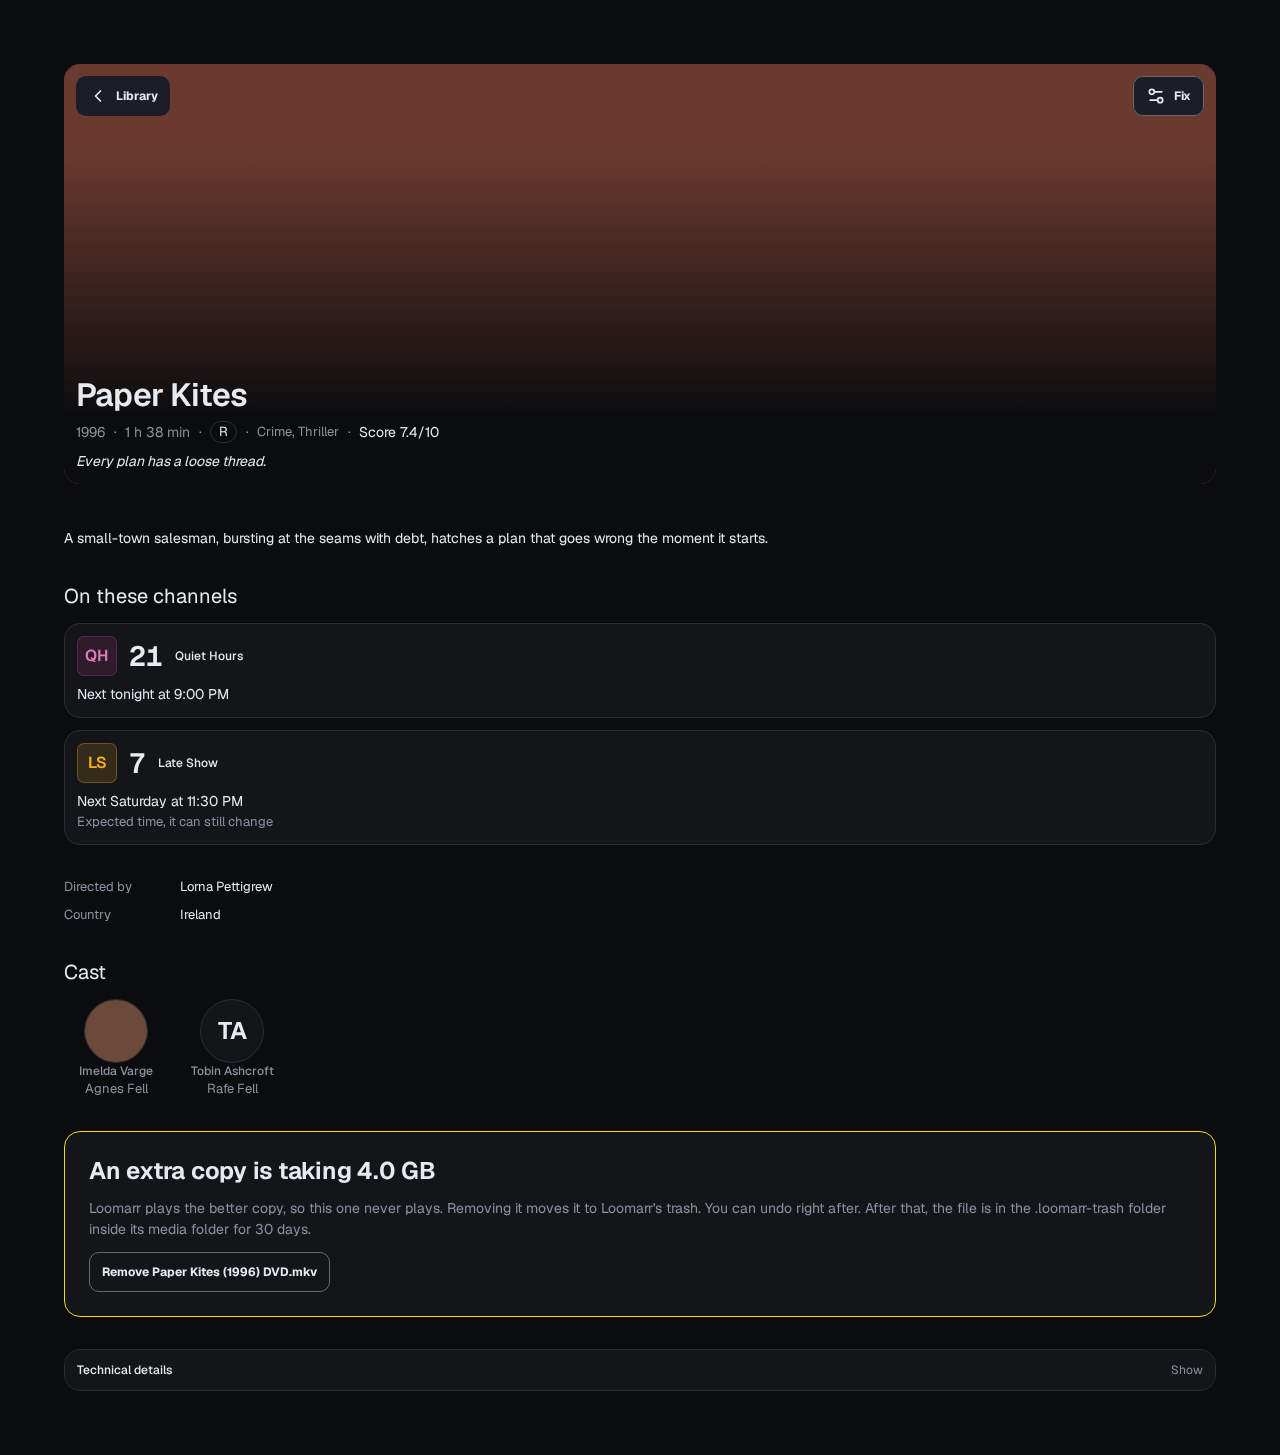 Library
Fix
Paper Kites
1996 · 1 h 38 min · R · Crime, Thriller · Score 7.4/10
Every plan has a loose thread.
A small-town salesman, bursting at the seams with debt, hatches a plan that goes wrong the moment it starts.
On these channels
QH 21 Quiet Hours
Next tonight at 9:00 PM
LS 7 Late Show
Next Saturday at 11:30 PM
Expected time, it can still change
Directed by Lorna Pettigrew
Country Ireland
Cast
TA
Imelda Varge Tobin Ashcroft
Agnes Fell Rafe Fell
An extra copy is taking 4.0 GB
Loomarr plays the better copy, so this one never plays. Removing it moves it to Loomarr's trash. You can undo right after. After that, the file is in the .loomarr-trash folder
inside its media folder for 30 days.
Remove Paper Kites (1996) DVD.mkv
Technical details Show